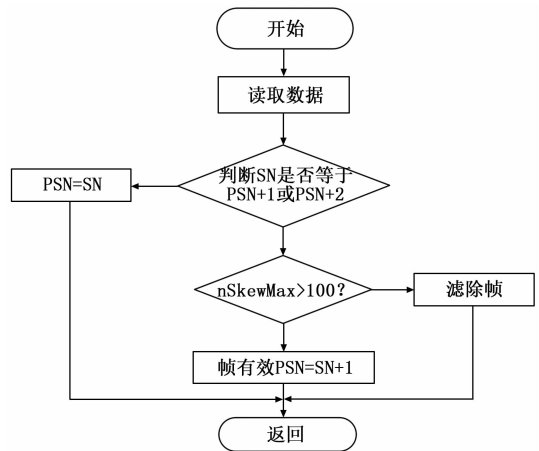 开始
读取数据
判断SN是否等于
PSN+1或PSN+2
PSN=SN
nSkewMax>100?
滤除帧
帧有效PSN=SN+1
返回